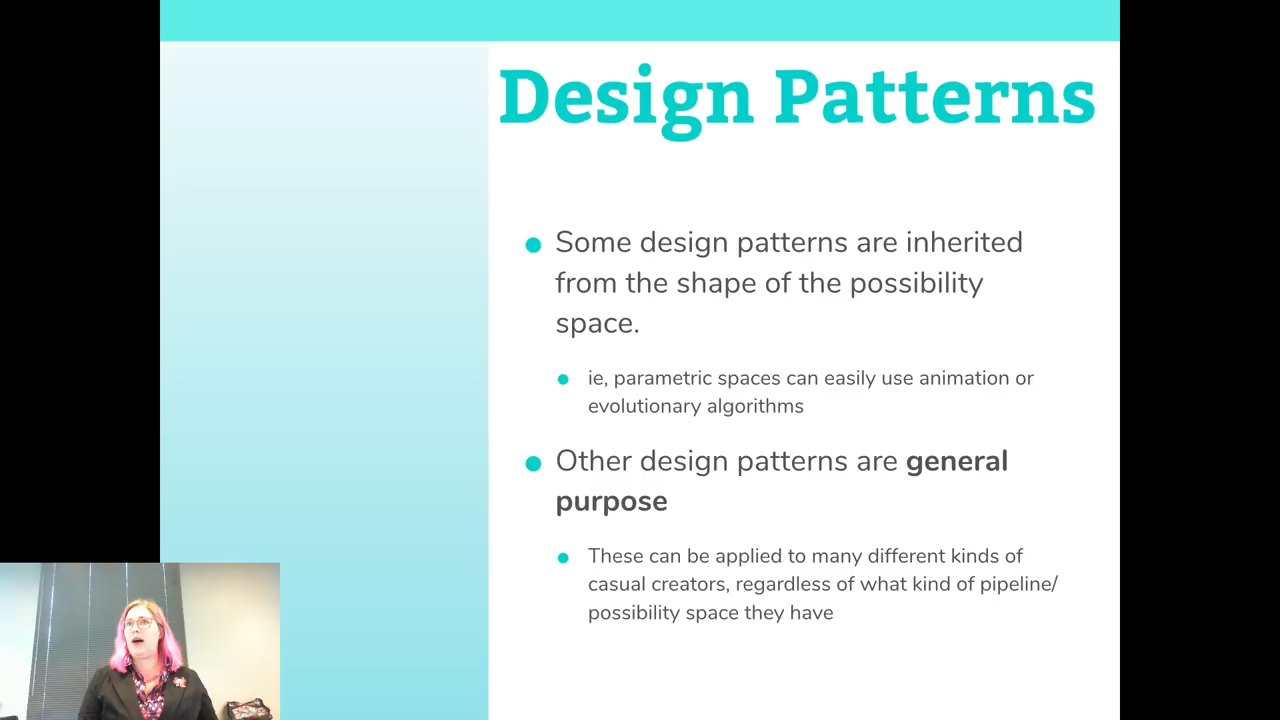 Design Patterns
Some design patterns are inherited
from the shape of the possibility
space.
ie, parametric spaces can easily use animation or
evolutionary algorithms
Other design patterns are general
purpose
These can be applied to many different kinds of
casual creators, regardless of what kind of pipeline/
possibility space they have